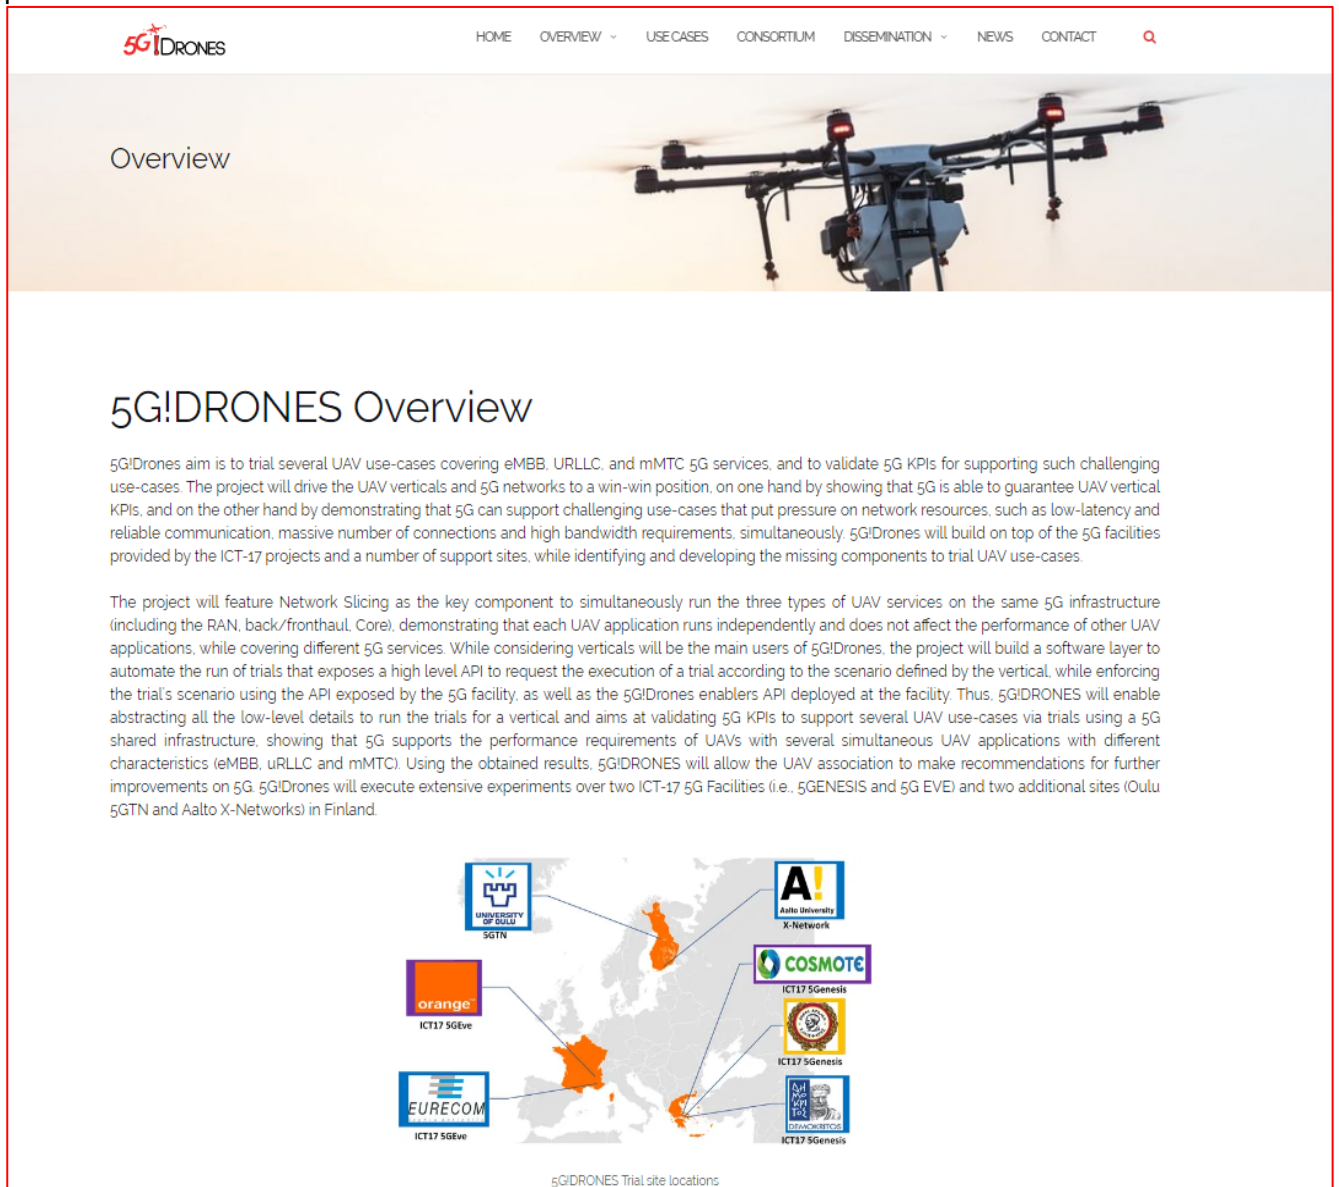 5G!DRONES
HOME OVERVIEW USE CASES CONSORTIUM DISSEMINATION NEWS CONTACT
Overview
5G!DRONES Overview
5G!Drones aim is to trial several UAV use-cases covering eMBB, URLLC, and mMTC 5G services, and to validate 5G KPIs for supporting such challenging
use-cases. The project will drive the UAV verticals and 5G networks to a win-win position, on one hand by showing that 5G is able to guarantee UAV vertical
KPIs, and on the other hand by demonstrating that 5G can support challenging use-cases that put pressure on network resources, such as low-latency and
reliable communication, massive number of connections and high bandwidth requirements, simultaneously. 5G!Drones will build on top of the 5G facilities
provided by the ICT-17 projects and a number of support sites, while identifying and developing the missing components to trial UAV use-cases.
The project will feature Network Slicing as the key component to simultaneously run the three types of UAV services on the same 5G infrastructure
(including the RAN, back/fronthaul, Core), demonstrating that each UAV application runs independently and does not affect the performance of other UAV
applications, while covering different 5G services. While considering verticals will be the main users of 5G!Drones, the project will build a software layer to
automate the run of trials that exposes a high level API to request the execution of a trial according to the scenario defined by the vertical, while enforcing
the trial's scenario using the API exposed by the 5G facility, as well as the 5G!Drones enablers API deployed at the facility. Thus, 5G!DRONES will enable
abstracting all the low-level details to run the trials for a vertical and aims at validating 5G KPIs to support several UAV use-cases via trials using a 5G
shared infrastructure, showing that 5G supports the performance requirements of UAVs with several simultaneous UAV applications with different
characteristics (eMBB, uRLLC and mMTC). Using the obtained results, 5G!DRONES will allow the UAV association to make recommendations for further
improvements on 5G. 5G!Drones will execute extensive experiments over two ICT-17 5G Facilities (i.e., 5GENESIS and 5G EVE) and two additional sites (Oulu
5GTN and Aalto X-Networks) in Finland.
UNIVERSITY
OF OULU
5GTN
A!
Aalto University
X-Network
COSMOTE
ICT17 5Genesis
orange
ICT17 5GEve
ICT17 5Genesis
EURECOM
ICT17 5GEve
ΔΗ
ΜΟ
ΚΡΙ
ΤΟΣ
DEMOKRITOS
ICT17 5Genesis
5G!DRONES Trial site locations